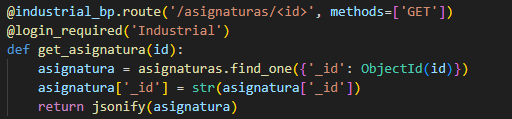 @industrial_bp.route('/asignaturas/<id>', methods=['GET'])
@login_required('Industrial')
def get_asignatura(id):
    asignatura = asignaturas.find_one({'_id': ObjectId(id)})
    asignatura['_id'] = str(asignatura['_id'])
    return jsonify(asignatura)